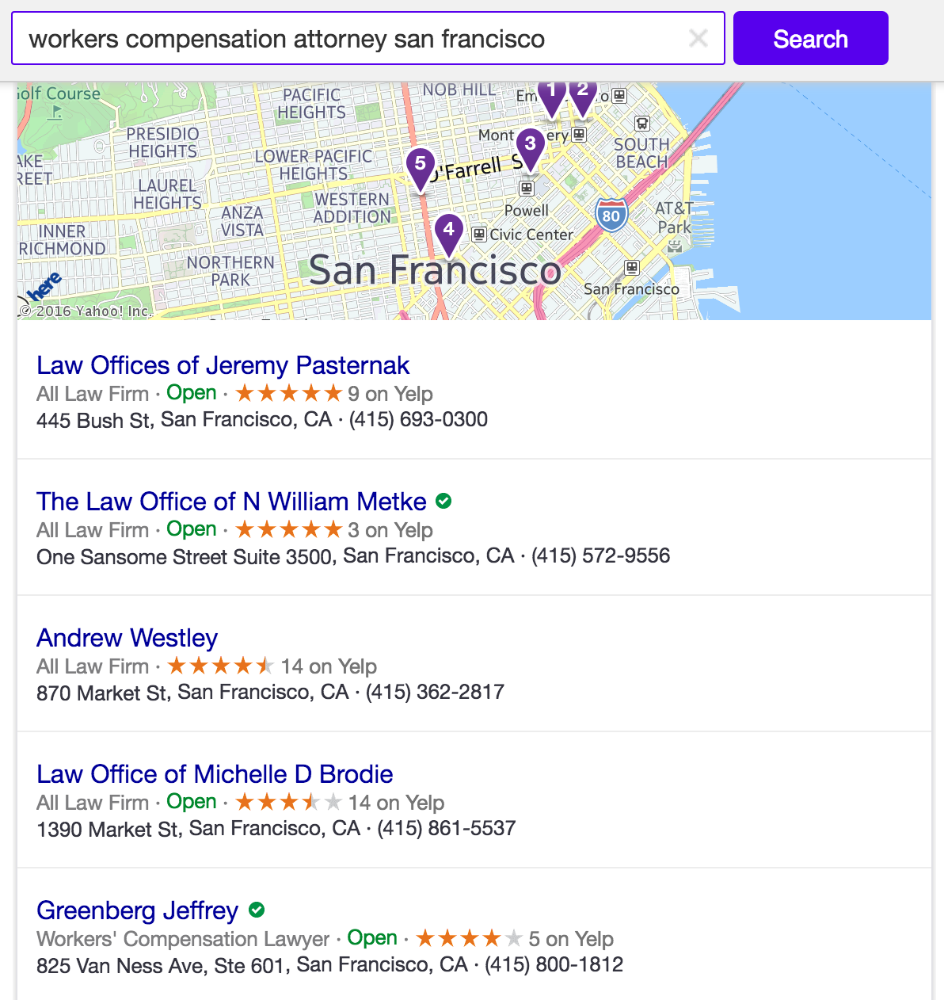 workers compensation attorney san francisco
Search
Golf Course
PACIFIC
HEIGHTS
NOB HILL
1
2
PRESIDIO
HEIGHTS
Mont
ery
3
SOUTH
BEACH
LOWER PACIFIC
HEIGHTS
5
O'Farrell S
LAUREL
HEIGHTS
WESTERN
ADDITION
Powell
80
AT&T
Park
ANZA
VISTA
INNER
RICHMOND
4
Civic Center
NORTHERN
PARK
San Francisco
San Francisco
here
© 2016 Yahoo! Inc.
Law Offices of Jeremy Pasternak
All Law Firm · Open · 9 on Yelp
445 Bush St, San Francisco, CA · (415) 693-0300
The Law Office of N William Metke
All Law Firm · Open · 3 on Yelp
One Sansome Street Suite 3500, San Francisco, CA · (415) 572-9556
Andrew Westley
All Law Firm · 14 on Yelp
870 Market St, San Francisco, CA · (415) 362-2817
Law Office of Michelle D Brodie
All Law Firm · Open · 14 on Yelp
1390 Market St, San Francisco, CA · (415) 861-5537
Greenberg Jeffrey
Workers' Compensation Lawyer · Open · 5 on Yelp
825 Van Ness Ave, Ste 601, San Francisco, CA · (415) 800-1812